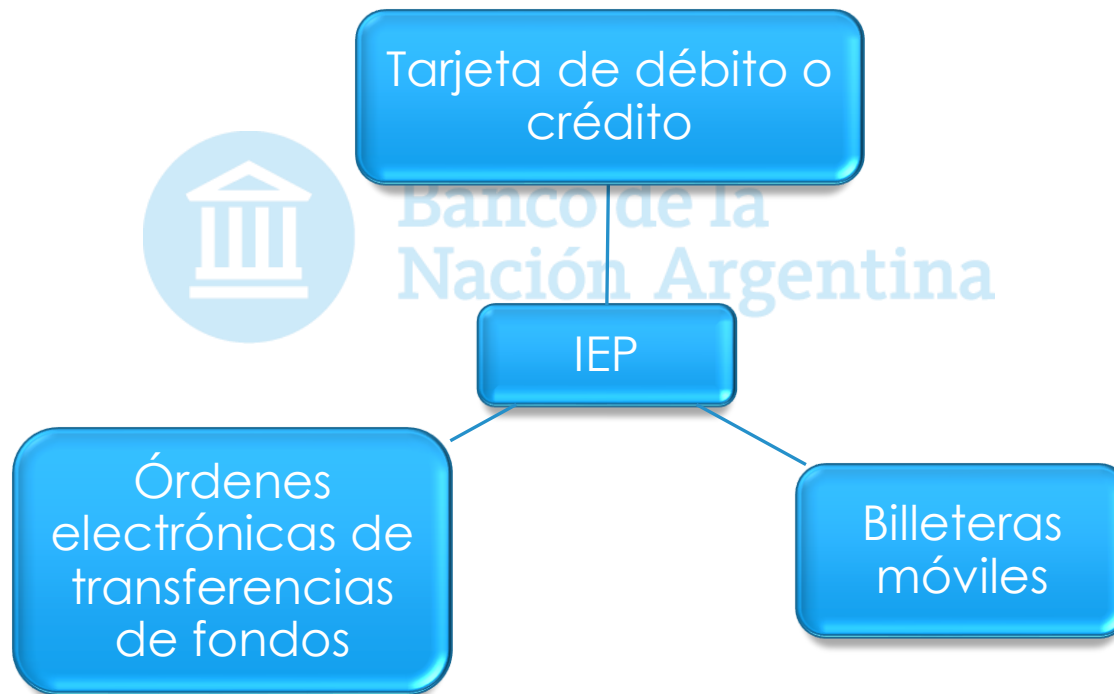 Tarjeta de débito o
crédito
Banco de la
Nación Argentina
IEP
Órdenes
electrónicas de
transferencias
de fondos
Billeteras
móviles